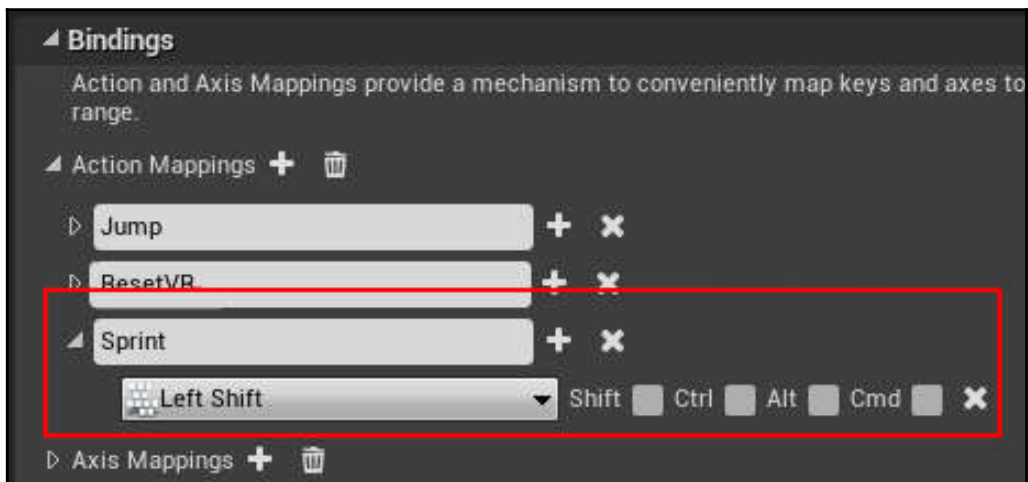 Bindings
Action and Axis Mappings provide a mechanism to conveniently map keys and axes to
range.
Action Mappings
Jump
ResetVR
Sprint
Left Shift Shift Ctrl Alt Cmd
Axis Mappings